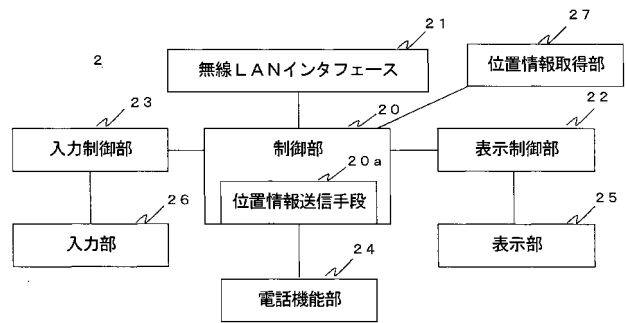 21
27
2
無線LANインタフェース
位置情報取得部
23
20
22
入力制御部
制御部
表示制御部
20a
位置情報送信手段
26
25
入力部
表示部
24
電話機能部